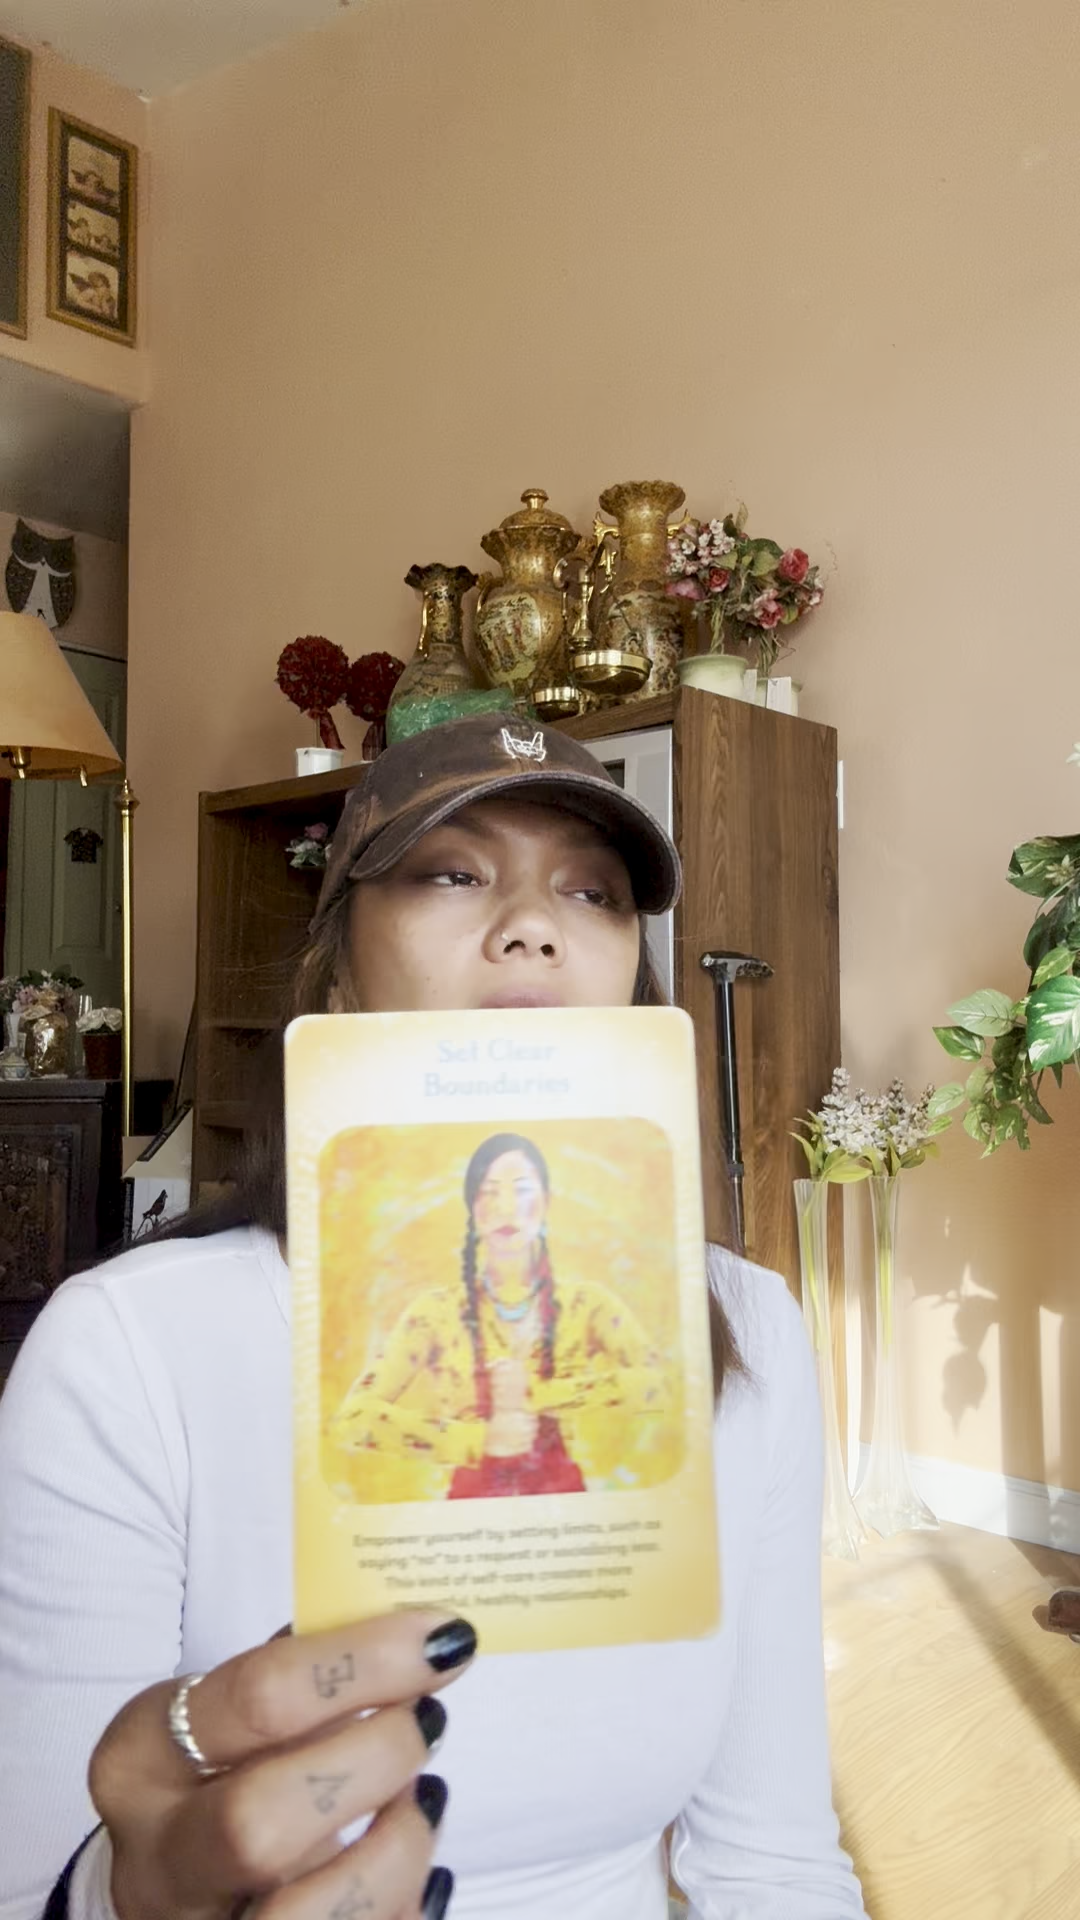 Set Clear
Boundaries
Empower yourself by setting limits, such as
saying "no" to a request or socializing less.
This kind of self-care creates more
respectful, healthy relationships.
E